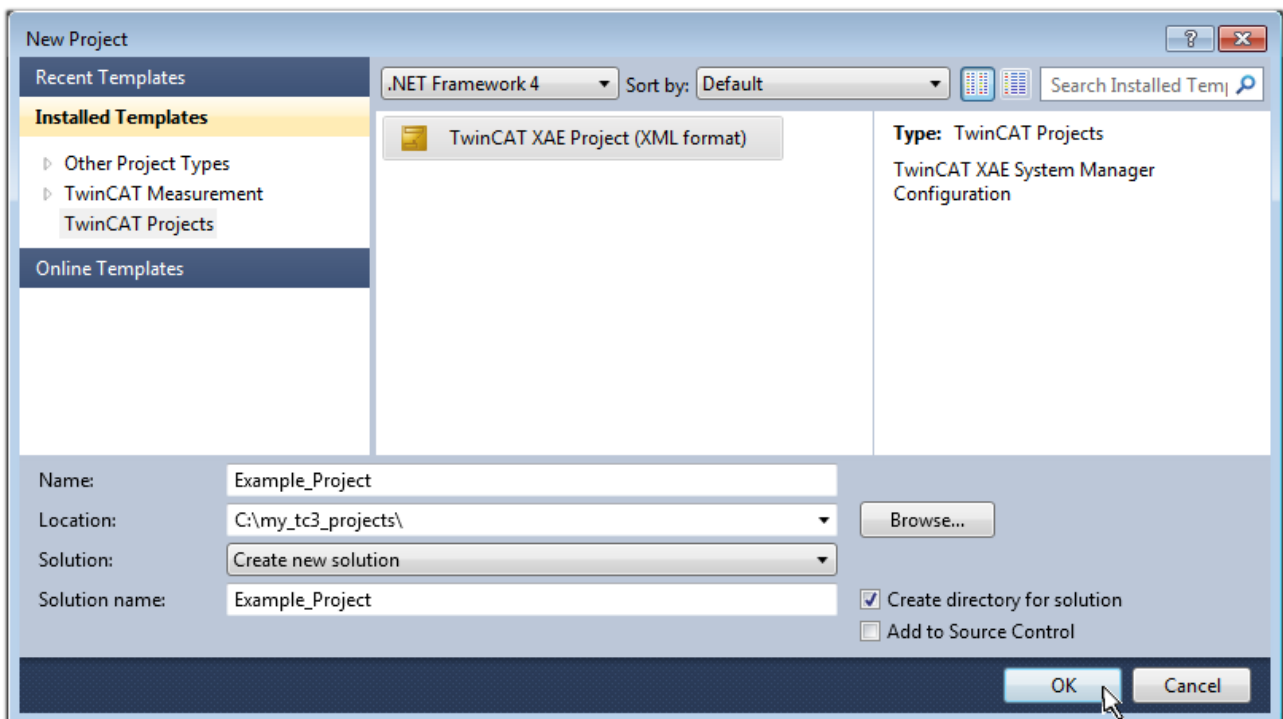 New Project
Recent Templates
Installed Templates
Other Project Types
TwinCAT Measurement
TwinCAT Projects
Online Templates
.NET Framework 4
Sort by:
Default
Search Installed Temp
TwinCAT XAE Project (XML format)
Type: TwinCAT Projects
TwinCAT XAE System Manager
Configuration
Name:
Example_Project
Location:
C:\my_tc3_projects\
Browse...
Solution:
Create new solution
Solution name:
Example_Project
Create directory for solution
Add to Source Control
OK
Cancel